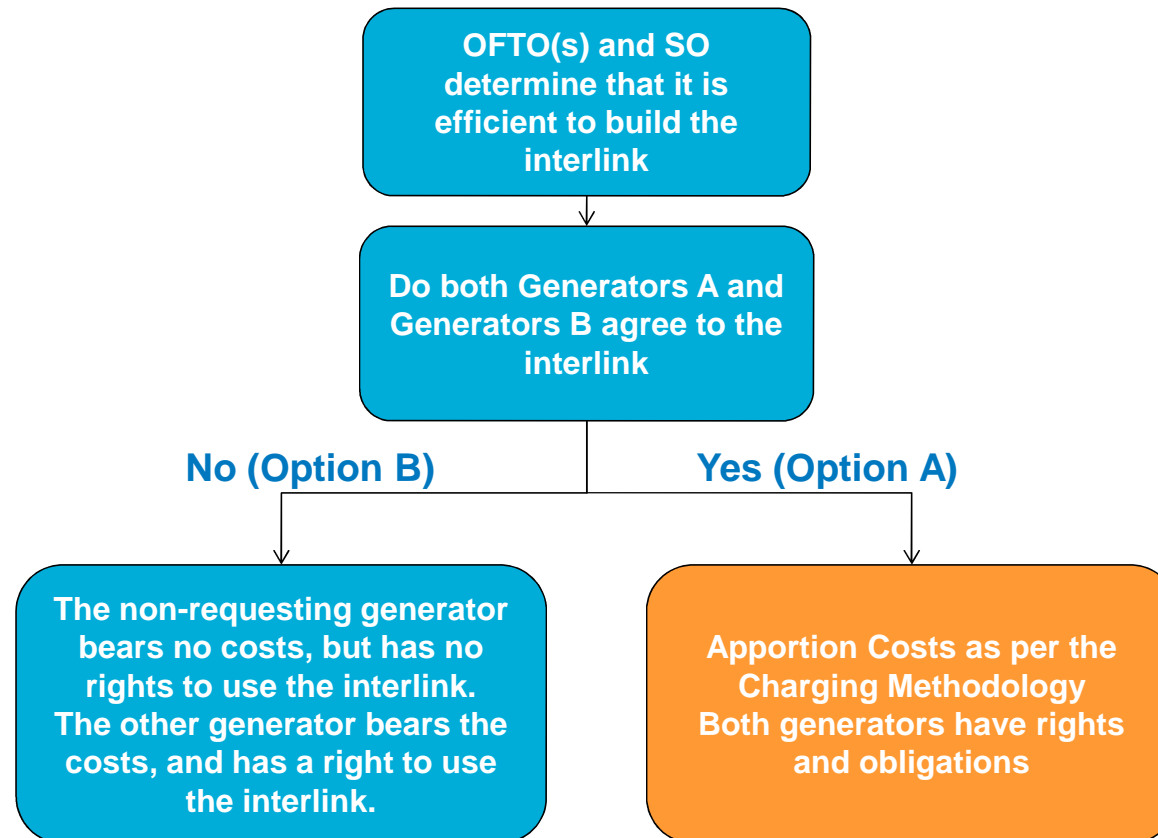 OFTO(s) and SO
determine that it is
efficient to build the
interlink
Do both Generators A and
Generators B agree to the
interlink
No (Option B)
Yes (Option A)
The non-requesting generator
bears no costs, but has no
rights to use the interlink.
The other generator bears the
costs, and has a right to use
the interlink.
Apportion Costs as per the
Charging Methodology
Both generators have rights
and obligations